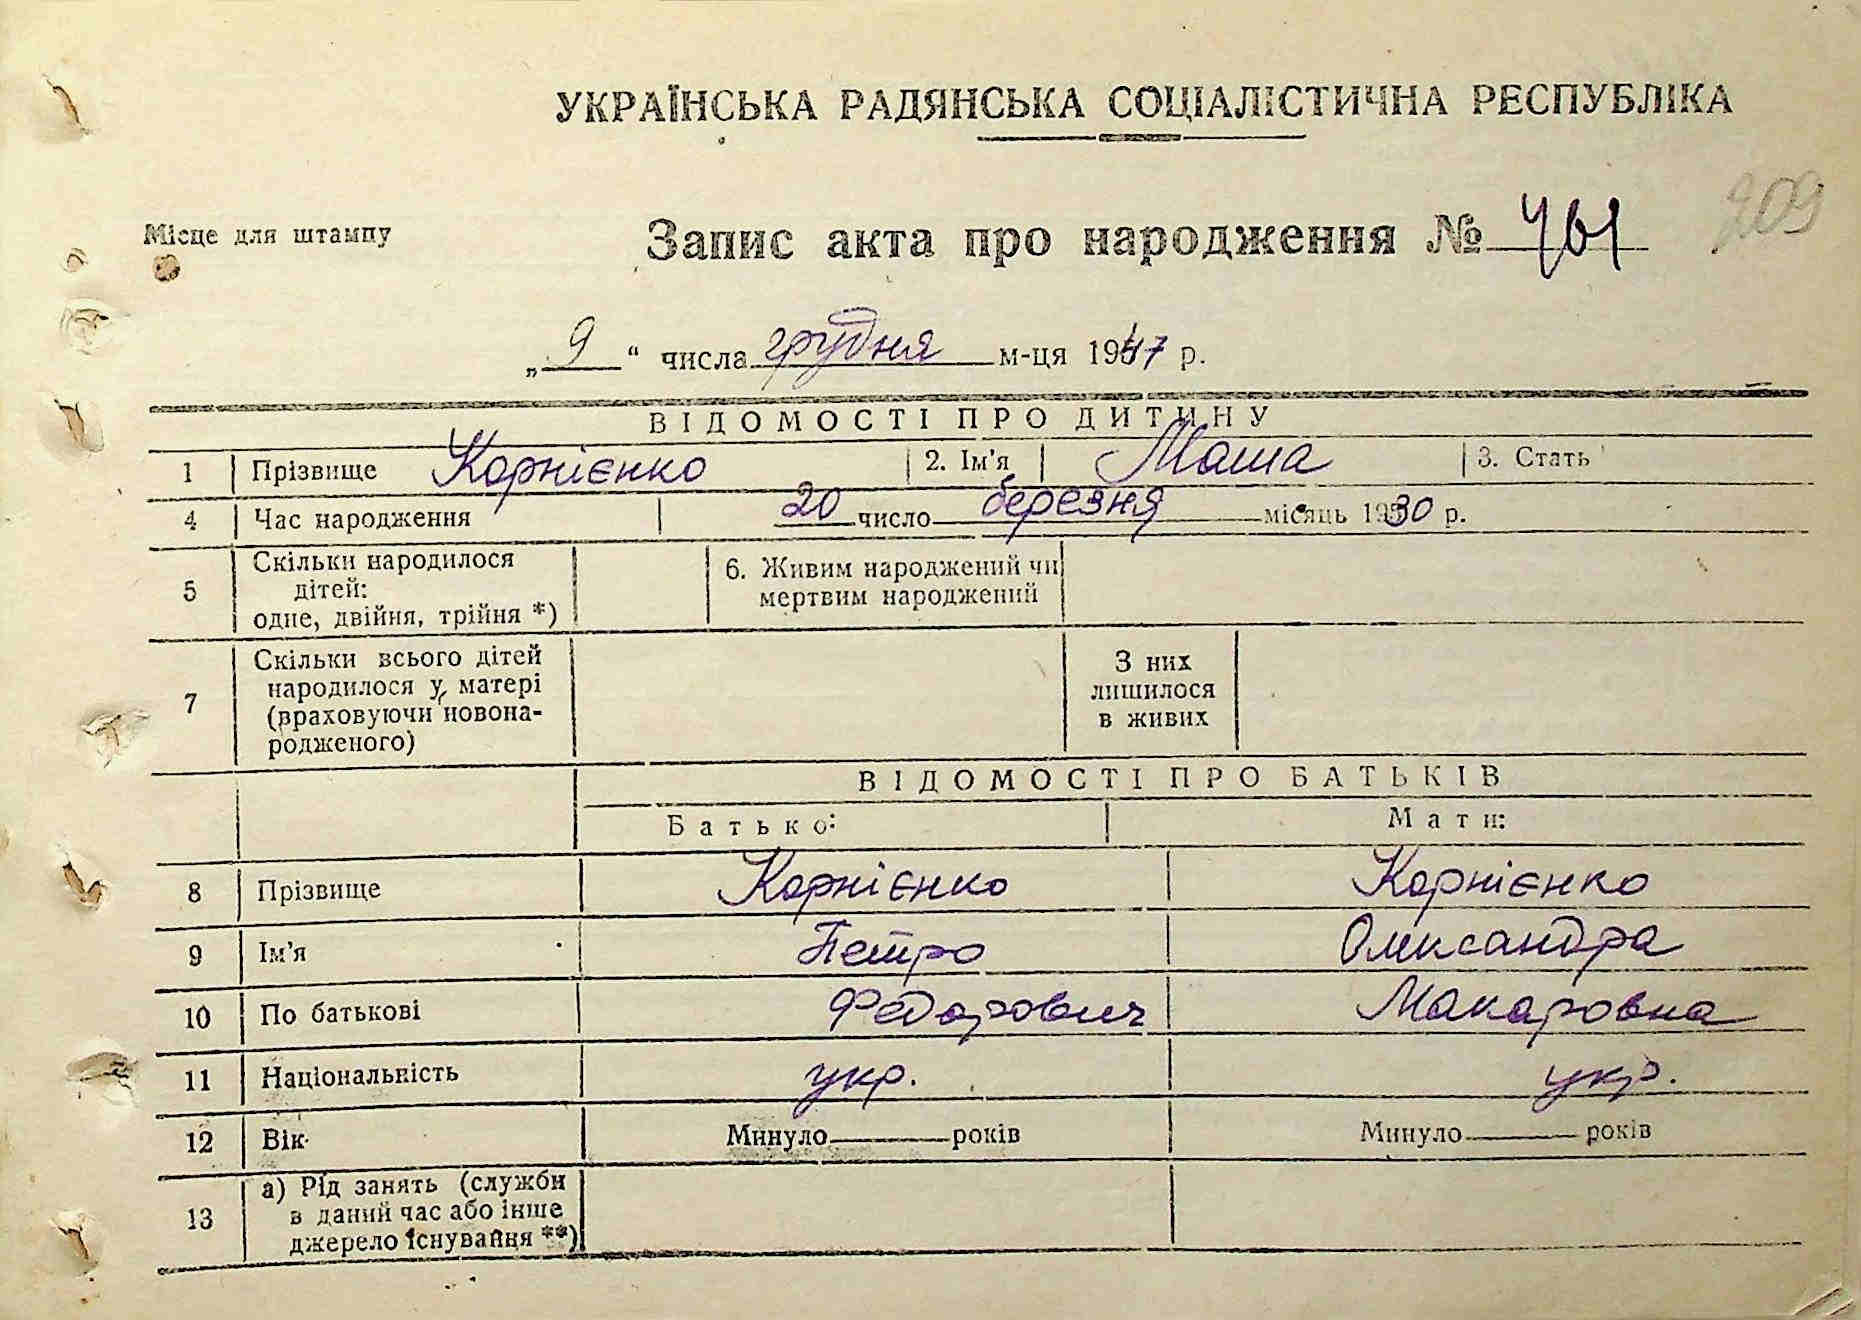 УКРАЇНСЬКА РАДЯНСЬКА СОЦІАЛІСТИЧНА РЕСПУБЛІКА
209
Місце для штампу
Запис акта про народження № 461
„ 9 “ числа грудня м-ця 1947 р.
ВІДОМОСТІ ПРО ДИТИНУ
1 Прізвище Корнієнко 2. Ім'я Маша 3. Стать
4 Час народження 20 число березня місяць 1930 р.
5 Скільки народилося дітей: одне, двійня, трійня *) 6. Живим народжений чи мертвим народжений
7 Скільки всього дітей народилося у матері (враховуючи новонародженого) З них лишилося в живих
ВІДОМОСТІ ПРО БАТЬКІВ
Батько: Мати:
8 Прізвище Корнієнко Корнієнко
9 Ім'я Петро Олександра
10 По батькові Федорович Макаровна
11 Національність укр. укр.
12 Вік Минуло років Минуло років
13 а) Рід занять (служби в даний час або інше джерело існування **)